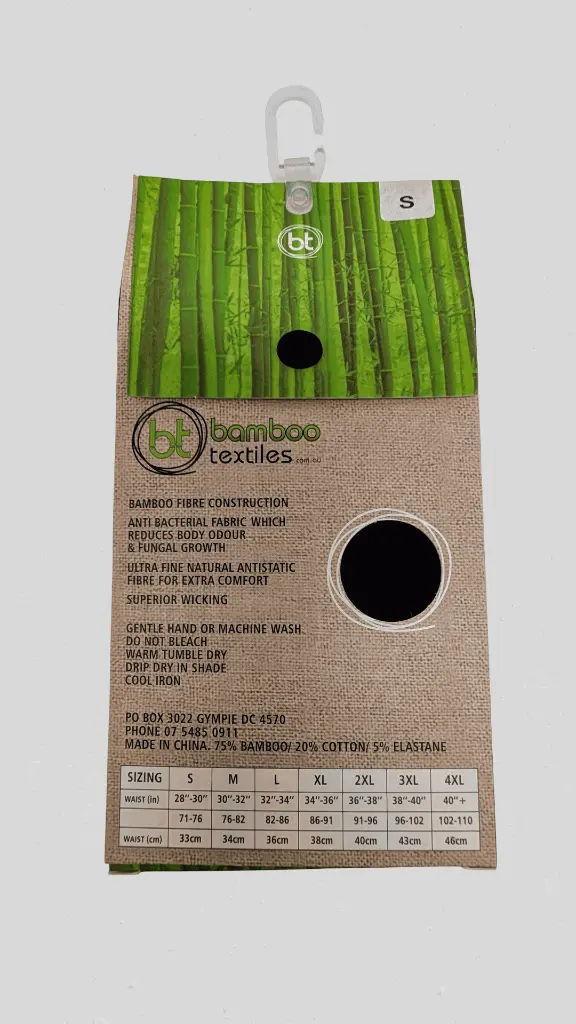 S
bt
bt bamboo
textiles.com.au
BAMBOO FIBRE CONSTRUCTION
ANTI BACTERIAL FABRIC WHICH
REDUCES BODY ODOUR
& FUNGAL GROWTH
ULTRA FINE NATURAL ANTISTATIC
FIBRE FOR EXTRA COMFORT
SUPERIOR WICKING
GENTLE HAND OR MACHINE WASH
DO NOT BLEACH
WARM TUMBLE DRY
DRIP DRY IN SHADE
COOL IRON
PO BOX 3022 GYMPIE DC 4570
PHONE 07 5485 0911
MADE IN CHINA. 75% BAMBOO/ 20% COTTON/ 5% ELASTANE
SIZING S M L XL 2XL 3XL 4XL
WAIST (in) 28"-30" 30"-32" 32"-34" 34"-36" 36"-38" 38"-40" 40"+
71-76 76-82 82-86 86-91 91-96 96-102 102-110
WAIST (cm) 33cm 34cm 36cm 38cm 40cm 43cm 46cm